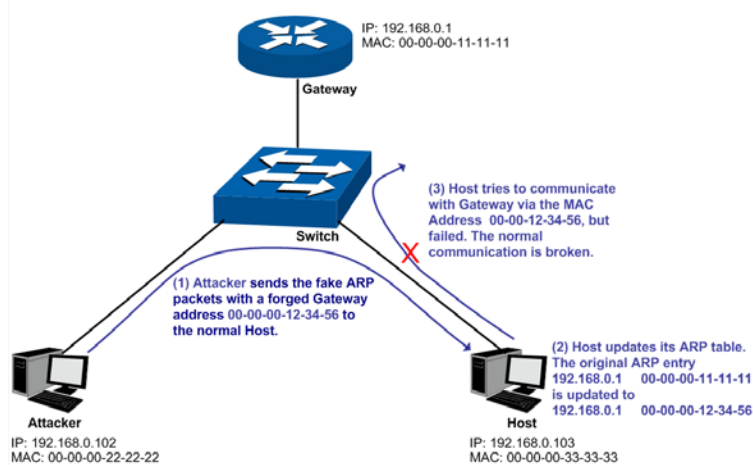 IP: 192.168.0.1
MAC: 00-00-00-11-11-11
Gateway
(3) Host tries to communicate
with Gateway via the MAC
Address 00-00-12-34-56, but
failed. The normal
communication is broken.
Switch
(1) Attacker sends the fake ARP
packets with a forged Gateway
address 00-00-00-12-34-56 to
the normal Host.
(2) Host updates its ARP table.
The original ARP entry
192.168.0.1 00-00-00-11-11-11
is updated to
192.168.0.1 00-00-00-12-34-56
Attacker
IP: 192.168.0.102
MAC: 00-00-00-22-22-22
Host
IP: 192.168.0.103
MAC: 00-00-00-33-33-33